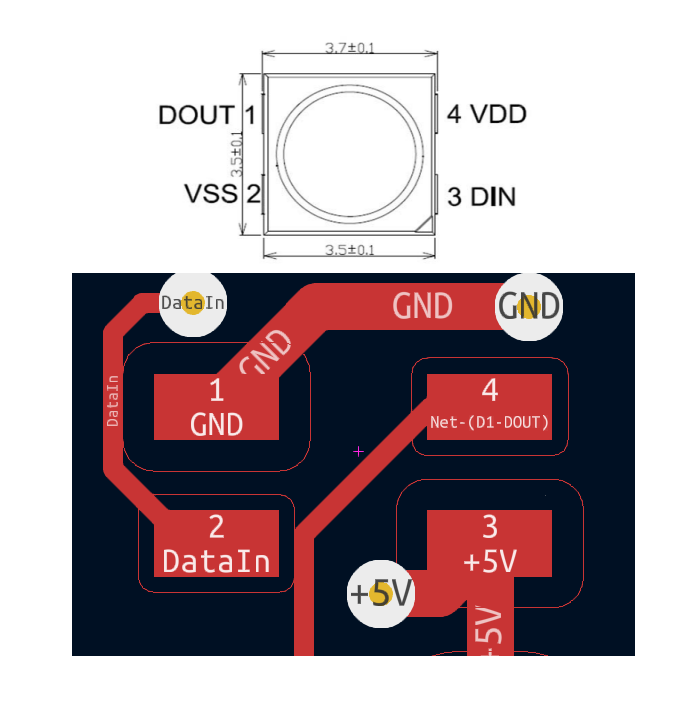 3.7±0.1
DOUT 1
4 VDD
3.5±0.1
VSS 2
3 DIN
3.5±0.1
DataIn
GND
GND
GND
DataIn
1
GND
4
Net-(D1-DOUT)
2
DataIn
3
+5V
+5V
+5V